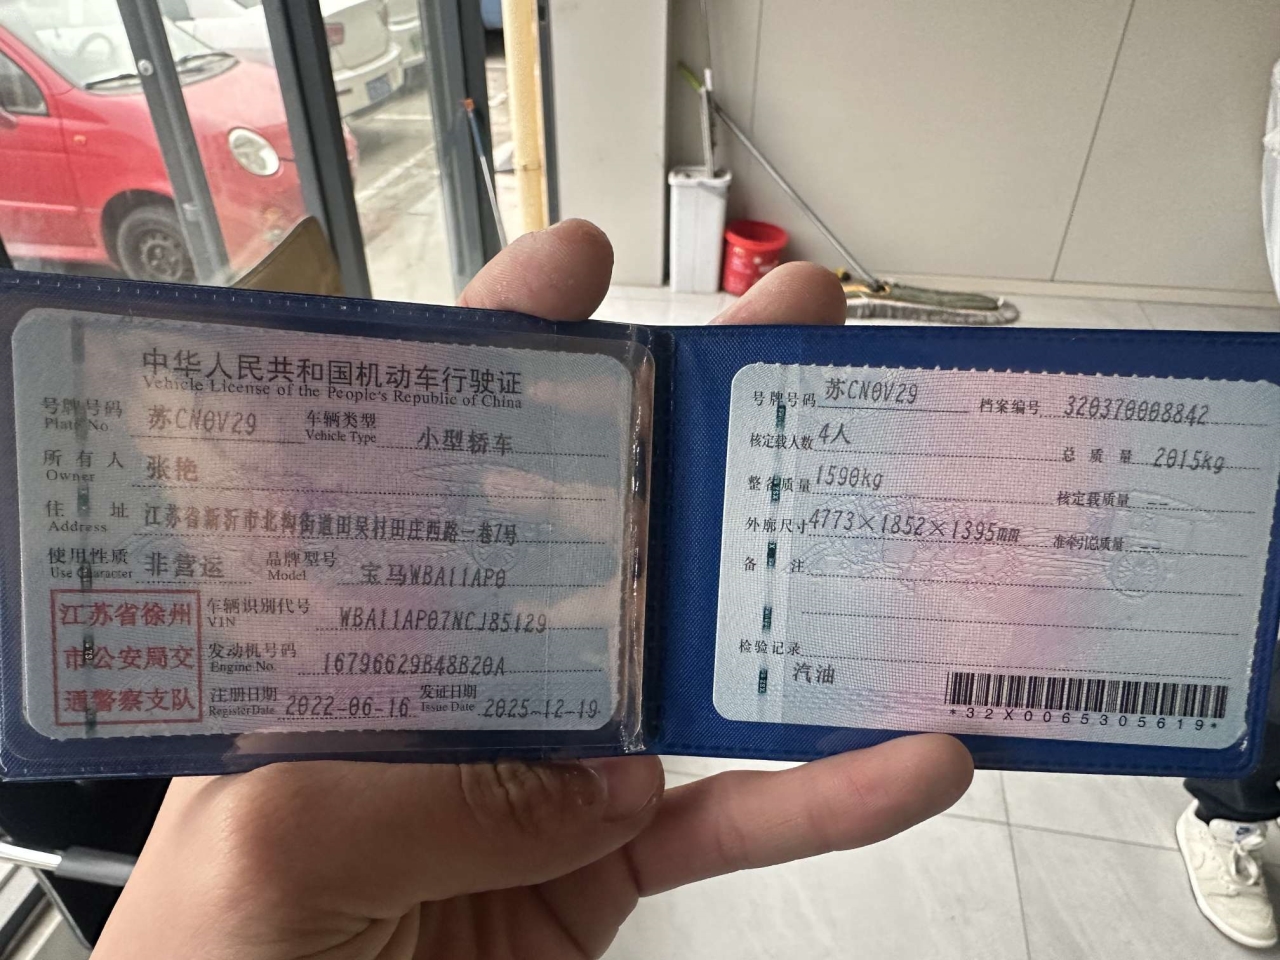 中华人民共和国机动车行驶证
Vehicle License of the People's Republic of China
号牌号码 苏CN0V29 车辆类型 小型轿车
Plate No. Vehicle Type
所有人 张艳
Owner
住址 江苏省新沂市北沟街道田吴村田庄西路一巷7号
Address
使用性质 非营运 品牌型号 宝马WBA11AP0
Use Character Model
江苏省徐州
市公安局交
通警察支队
车辆识别代号 WBA11AP07NCJ85129
VIN
发动机号码 16796629B48B20A
Engine No.
注册日期 2022-06-16 发证日期 2025-12-19
Register Date Issue Date
号牌号码 苏CN0V29 档案编号 320370008842
核定载人数 4人 总质量 2015kg
整备质量 1590kg 核定载质量 --
外廓尺寸 4773×1852×1395mm 准牵引总质量 --
备注
检验记录
汽油
*32X0065305619*